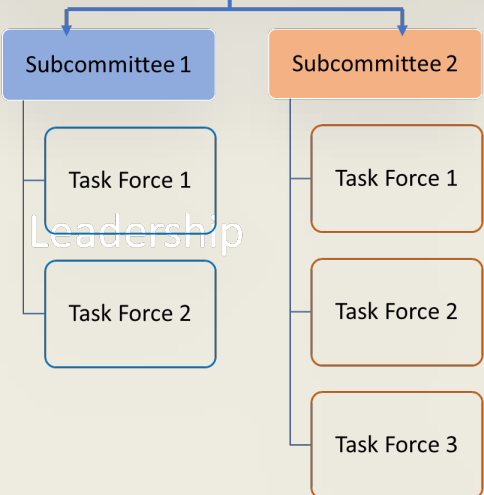 Subcommittee 1
Subcommittee 2
Task Force 1
Task Force 1
Leadership
Task Force 2
Task Force 2
Task Force 3